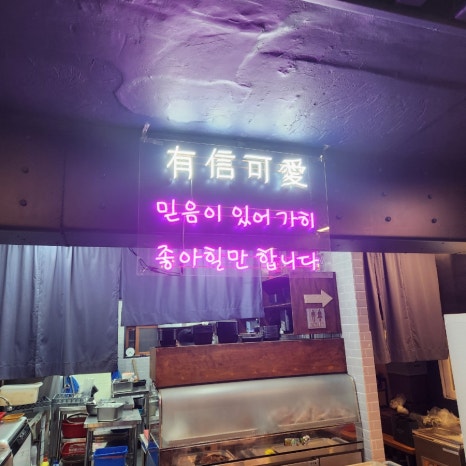 有信可愛
믿음이 있어 가히
좋아할만 합니다